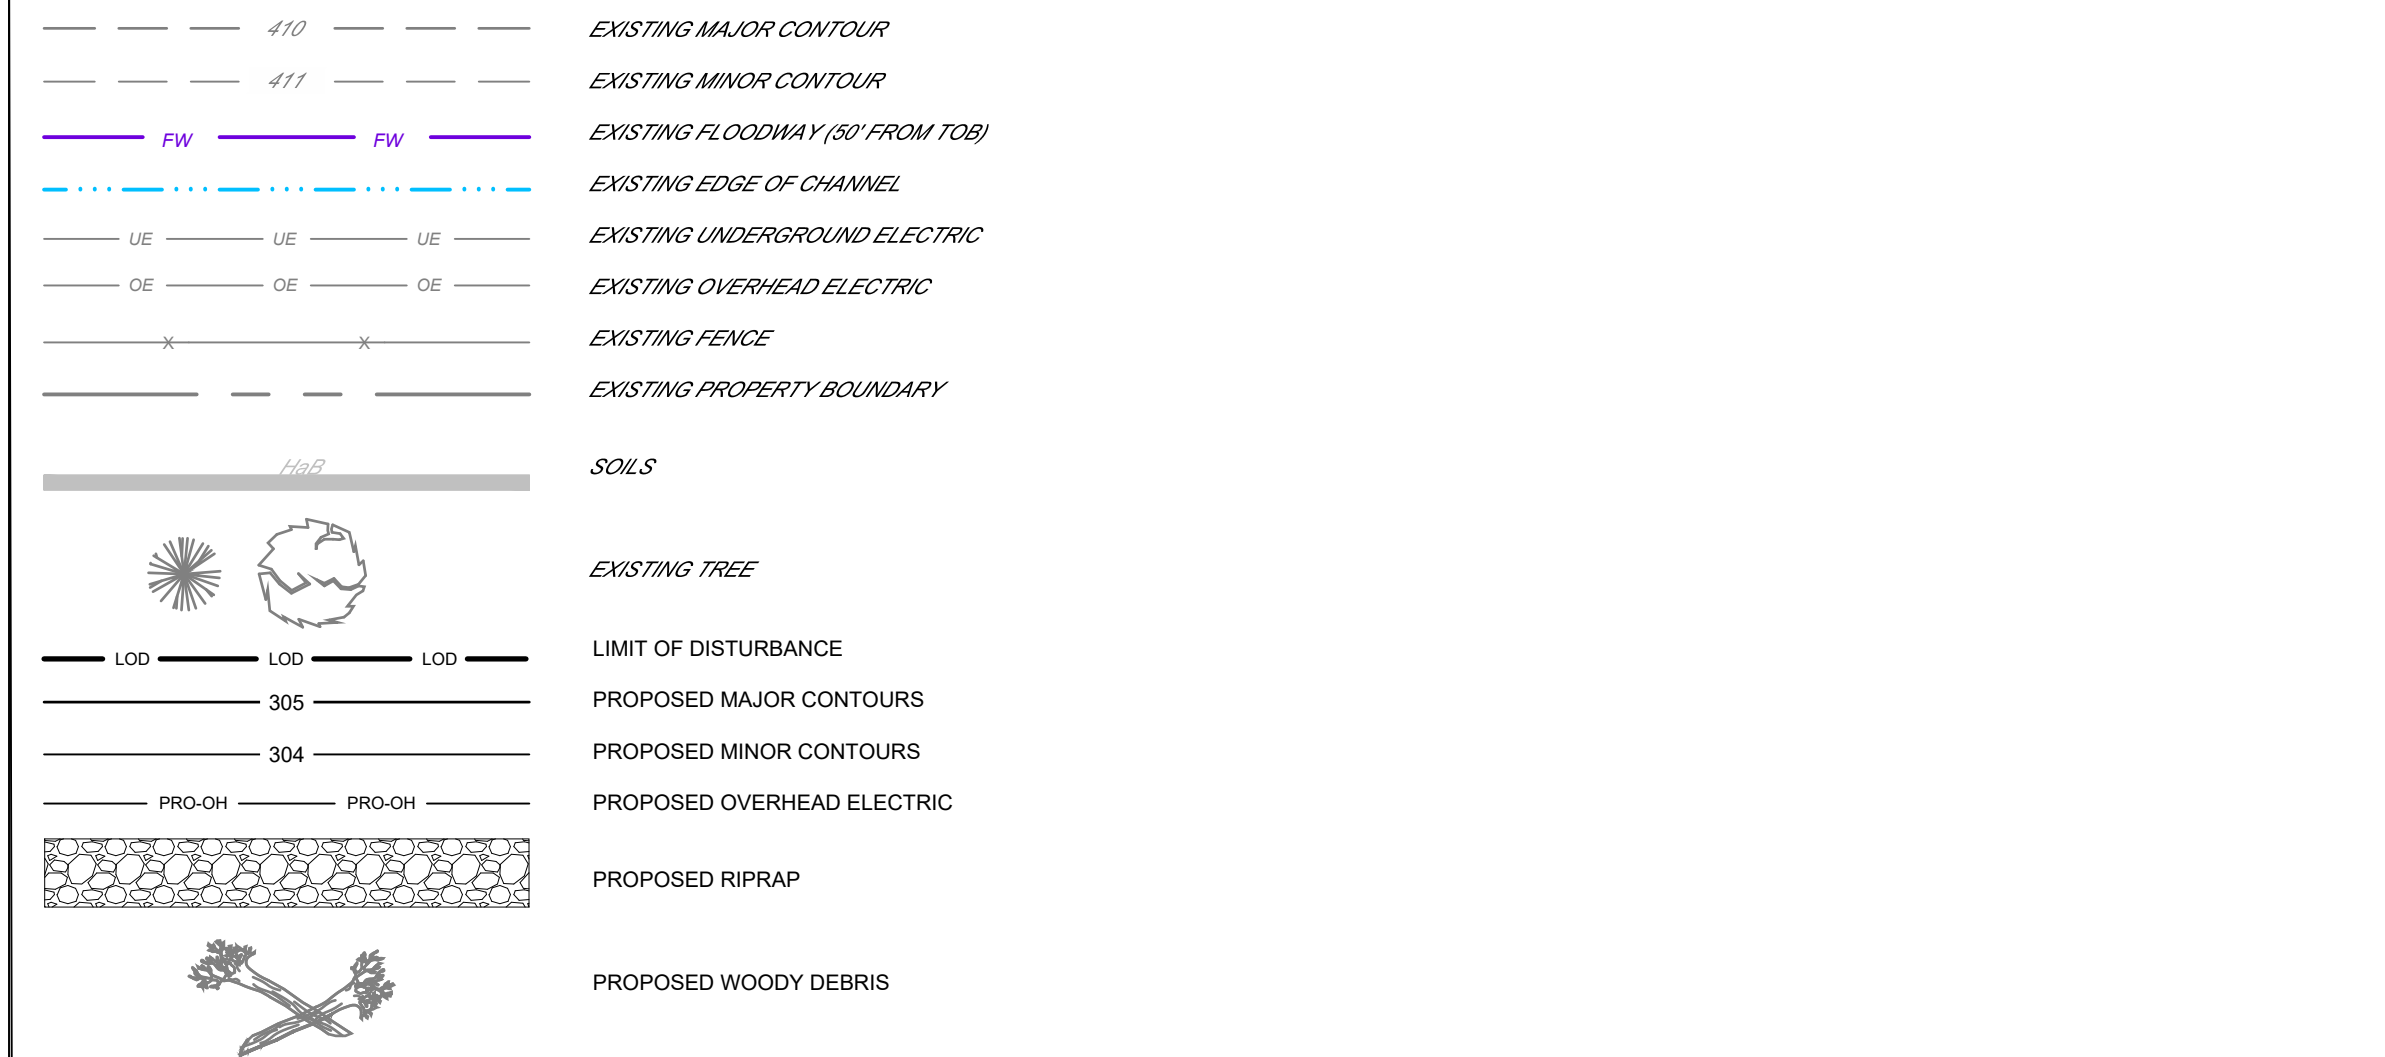 410 EXISTING MAJOR CONTOUR
411 EXISTING MINOR CONTOUR
FW FW EXISTING FLOODWAY (50' FROM TOB)
EXISTING EDGE OF CHANNEL
UE UE UE EXISTING UNDERGROUND ELECTRIC
OE OE OE EXISTING OVERHEAD ELECTRIC
X X EXISTING FENCE
EXISTING PROPERTY BOUNDARY
HaB SOILS
EXISTING TREE
LOD LOD LOD LIMIT OF DISTURBANCE
305 PROPOSED MAJOR CONTOURS
304 PROPOSED MINOR CONTOURS
PRO-OH PRO-OH PROPOSED OVERHEAD ELECTRIC
PROPOSED RIPRAP
PROPOSED WOODY DEBRIS